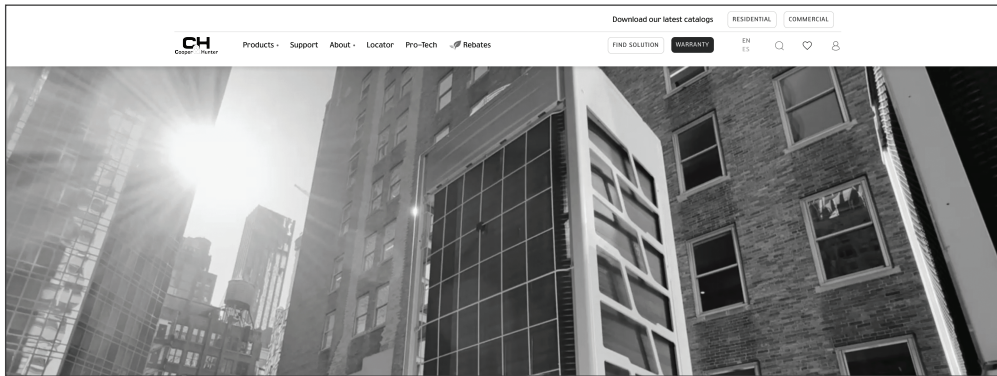 Download our latest catalogs RESIDENTIAL COMMERCIAL
CH
Cooper Hunter
Products Support About Locator Pro-Tech Rebates FIND SOLUTION WARRANTY
EN
ES